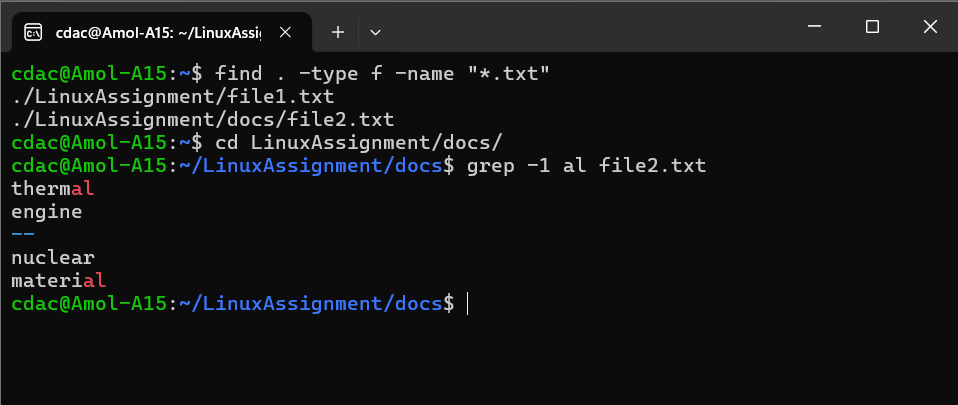 cdac@Amol-A15: ~/LinuxAssi
cdac@Amol-A15:~$ find . -type f -name "*.txt"
./LinuxAssignment/file1.txt
./LinuxAssignment/docs/file2.txt
cdac@Amol-A15:~$ cd LinuxAssignment/docs/
cdac@Amol-A15:~/LinuxAssignment/docs$ grep -1 al file2.txt
thermal
engine
--
nuclear
material
cdac@Amol-A15:~/LinuxAssignment/docs$